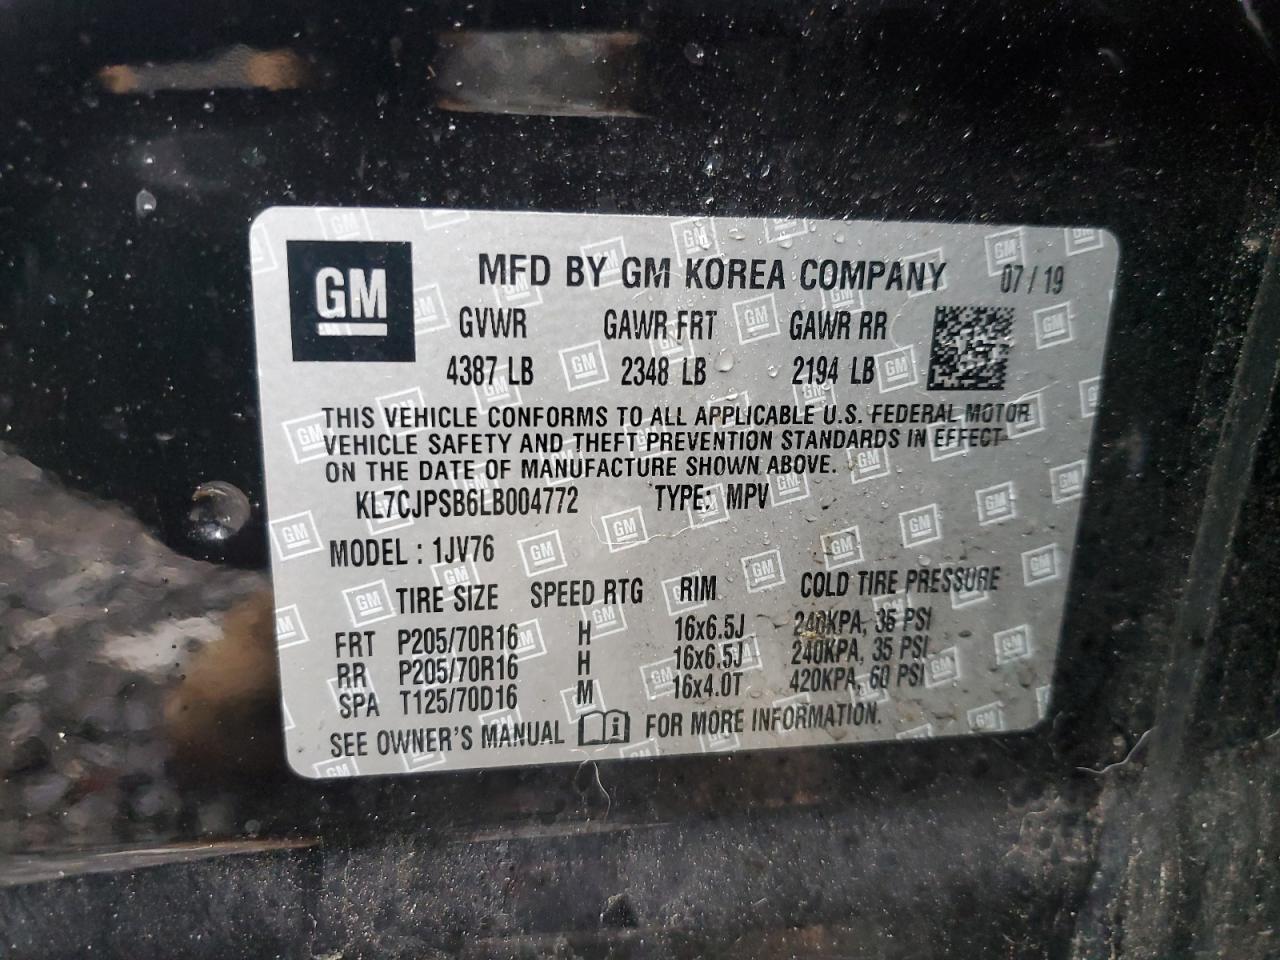 GM MFD BY GM KOREA COMPANY 07/19
GVWR GAWR FRT GAWR RR
4387 LB 2348 LB 2194 LB
THIS VEHICLE CONFORMS TO ALL APPLICABLE U.S. FEDERAL MOTOR
VEHICLE SAFETY AND THEFT PREVENTION STANDARDS IN EFFECT
ON THE DATE OF MANUFACTURE SHOWN ABOVE.
KL7CJPSB6LB004772 TYPE: MPV
MODEL : 1JV76
TIRE SIZE SPEED RTG RIM COLD TIRE PRESSURE
FRT P205/70R16 H 16x6.5J 240KPA, 35 PSI
RR P205/70R16 H 16x6.5J 240KPA, 35 PSI
SPA T125/70D16 M 16x4.0T 420KPA, 60 PSI
SEE OWNER'S MANUAL i FOR MORE INFORMATION.